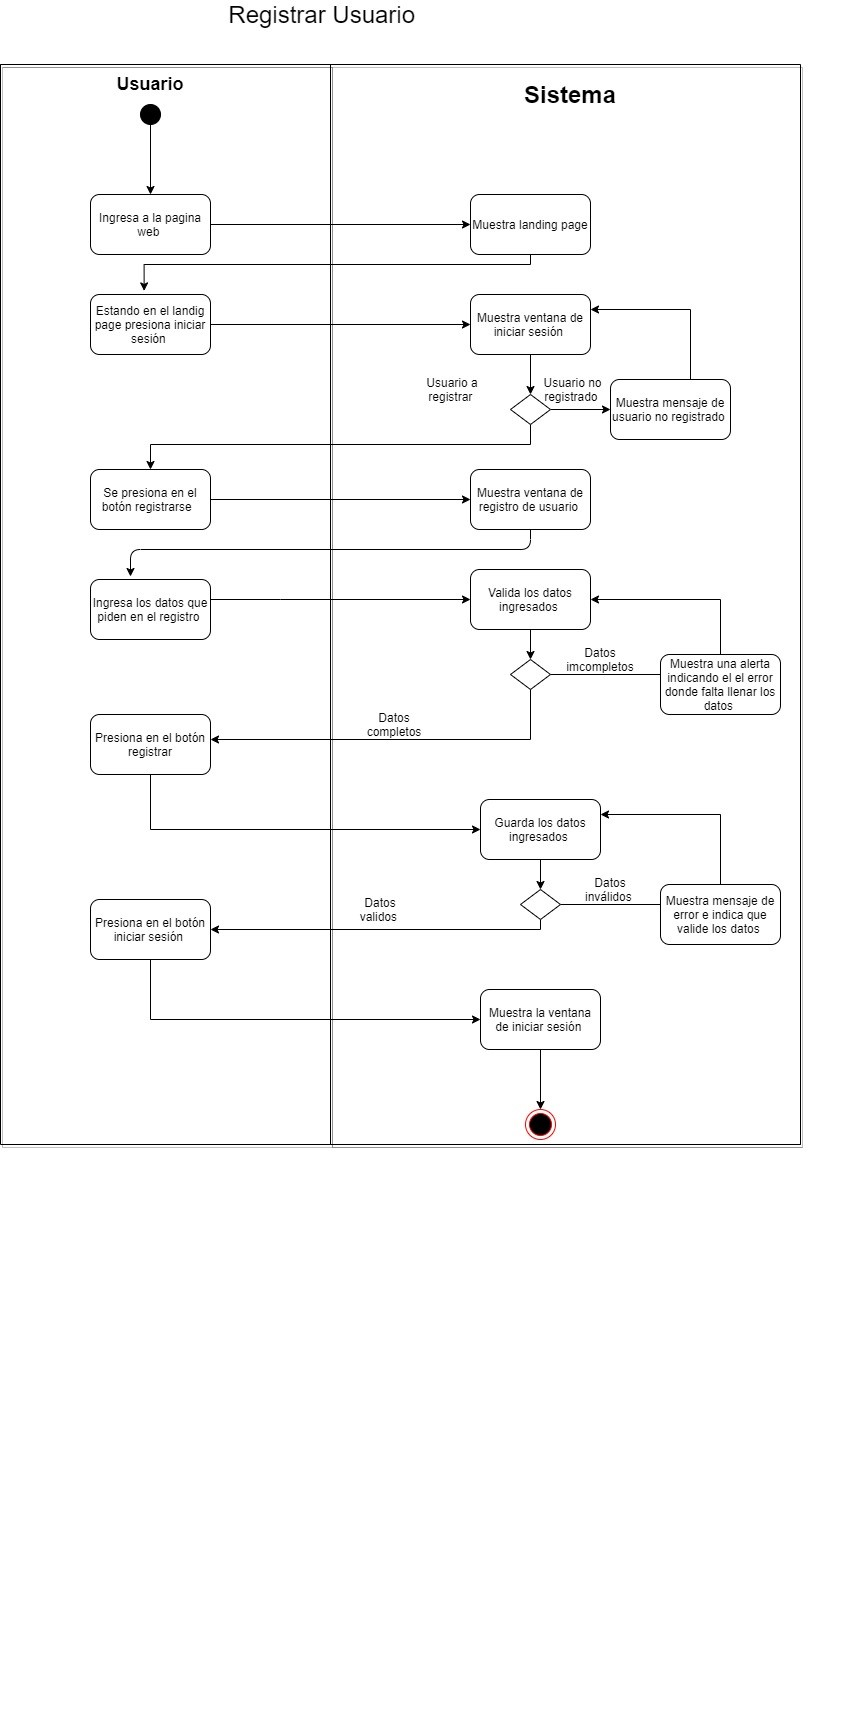 Registrar Usuario
Usuario
Sistema
Ingresa a la pagina
web
Muestra landing page
Estando en el landig
page presiona iniciar
sesión
Muestra ventana de
iniciar sesión
Usuario a
registrar
Usuario no
registrado
Muestra mensaje de
usuario no registrado
Se presiona en el
botón registrarse
Muestra ventana de
registro de usuario
Ingresa los datos que
piden en el registro
Valida los datos
ingresados
Datos
imcompletos
Muestra una alerta
indicando el el error
donde falta llenar los
datos
Datos
completos
Presiona en el botón
registrar
Guarda los datos
ingresados
Datos
inválidos
Muestra mensaje de
error e indica que
valide los datos
Datos
validos
Presiona en el botón
iniciar sesión
Muestra la ventana
de iniciar sesión